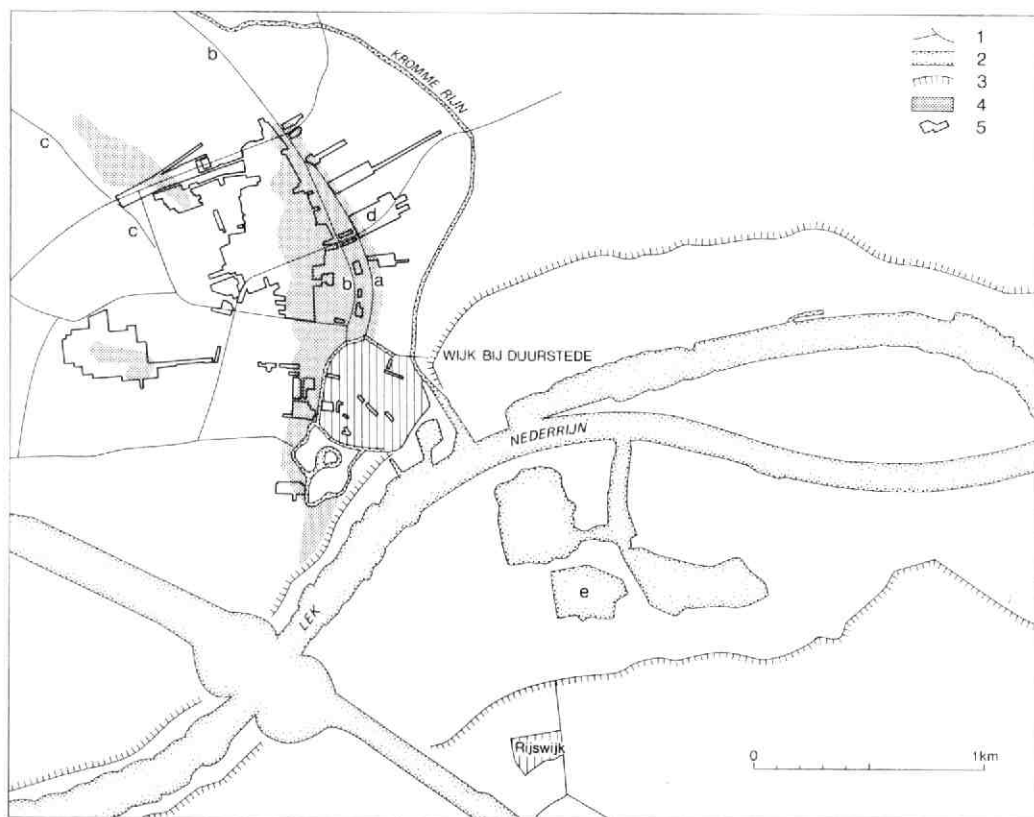 b
KROMME RIJN
1
2
3
4
5
c
c
d
b
a
WIJK BIJ DUURSTEDE
NEDERRIJN
e
LEK
Rijswijk
0 1km